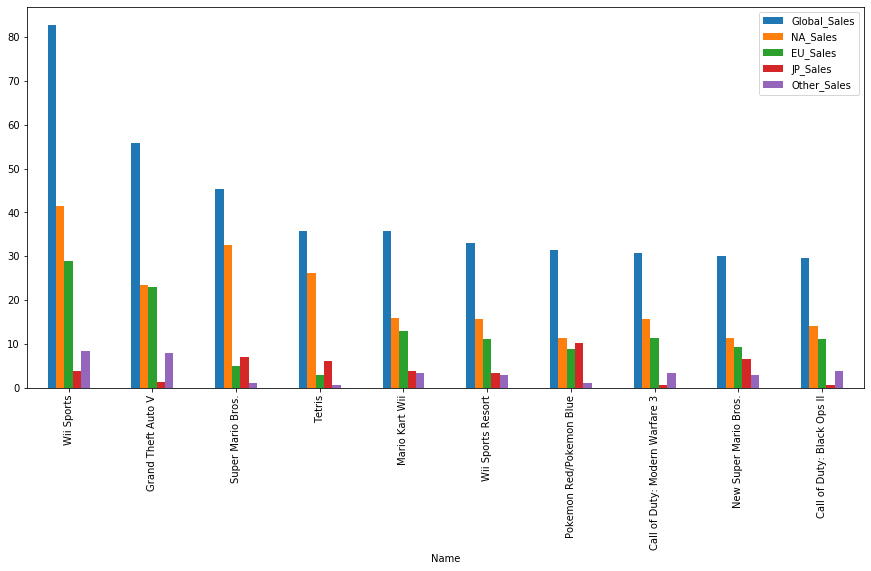 80
70
60
50
40
30
20
10
0
Global_Sales
NA_Sales
EU_Sales
JP_Sales
Other_Sales
Wii Sports
Grand Theft Auto V
Super Mario Bros.
Tetris
Mario Kart Wii
Wii Sports Resort
Pokemon Red/Pokemon Blue
Call of Duty: Modern Warfare 3
New Super Mario Bros.
Call of Duty: Black Ops II
Name